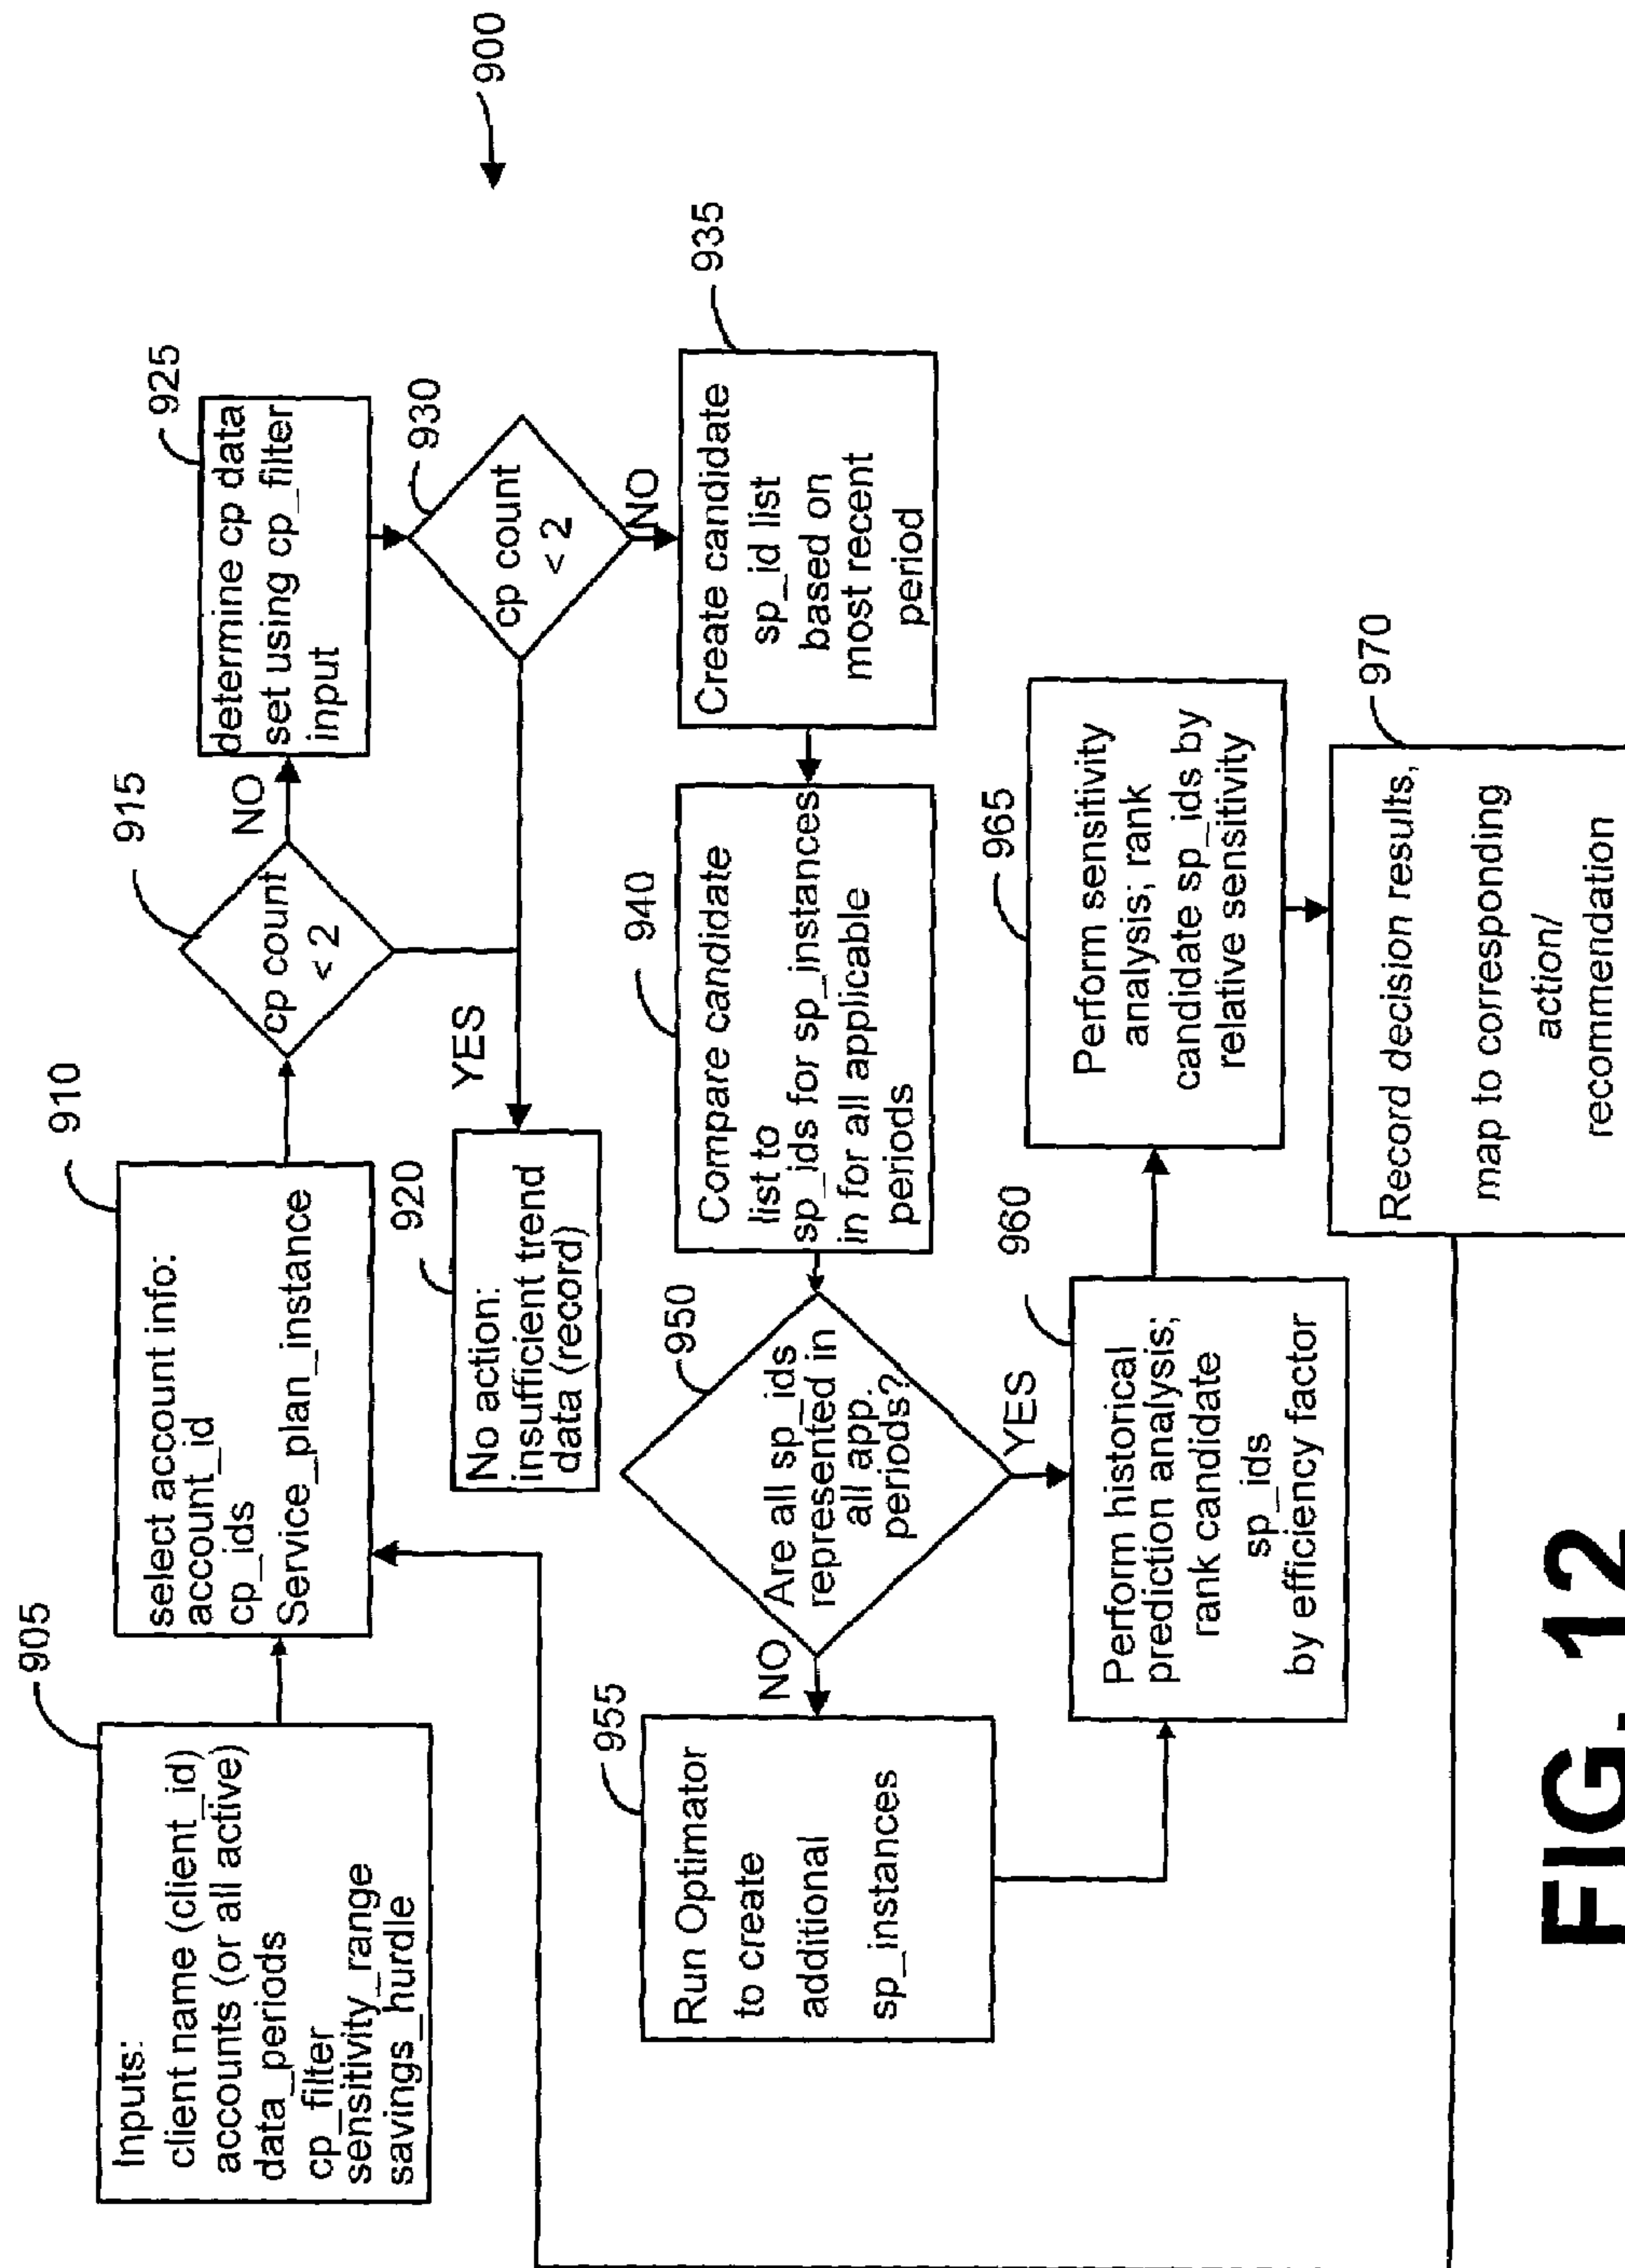 900
905
Inputs:
client name (client_id)
accounts (or all active)
data_periods
cp_filter
sensitivity_range
savings_hurdle
910
select account info:
account_id
cp_ids
Service_plan_instance
915
cp count
< 2
NO
925
determine cp data
set using cp_filter
input
YES
920
No action:
insufficient trend
data (record)
930
cp count
< 2
NO
935
Create candidate
sp_id list
based on
most recent
period
940
Compare candidate
list to
sp_ids for sp_instances
in for all applicable
periods
950
Are all sp_ids
represented in
all app.
periods?
NO
YES
955
Run Optimator
to create
additional
sp_instances
960
Perform historical
prediction analysis;
rank candidate
sp_ids
by efficiency factor
965
Perform sensitivity
analysis; rank
candidate sp_ids by
relative sensitivity
970
Record decision results,
map to corresponding
action/
recommendation
FIG. 12